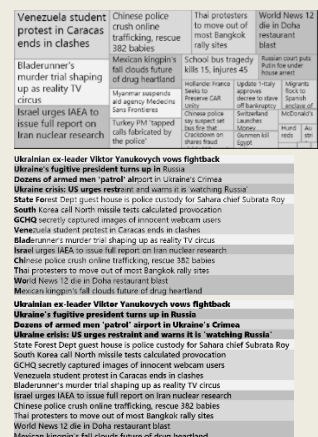 Venezuela student
protest in Caracas
ends in clashes
Chinese police
crush online
trafficking, rescue
382 babies
Thai protesters
to move out of
most Bangkok
rally sites
World News 12
die in Doha
restaurant
blast
Bladerunner's
murder trial shaping
up as reality TV
circus
Mexican kingpin's
fall clouds future
of drug heartland
School bus tragedy
kills 15, injures 45
Russian court puts
Putin foe under
house arrest
Israel urges IAEA to
issue full report on
Iran nuclear research
Myanmar suspends
aid agency Medecins
Sans Frontieres
Turkey PM 'tapped
calls fabricated by
the police'
Hollande: France
Seeks to
Preserve CAR
Unity
Update 1-Italy
approves
decree to stave
off bankruptcy
Migrants
flock to
Spanish
enclave of
Chinese police
say suspect set
bus fire that
Crackdown on
shares fraud
Switzerland
Launches
Money
Gunmen kill
Egypt
McDonald's
Hund
reds
Au
stri
Ukrainian ex-leader Viktor Yanukovych vows fightback
Ukraine's fugitive president turns up in Russia
Dozens of armed men 'patrol' airport in Ukraine's Crimea
Ukraine crisis: US urges restraint and warns it is 'watching Russia'
State Forest Dept guest house is police custody for Sahara chief Subrata Roy
South Korea call North missile tests calculated provocation
GCHQ secretly captured images of innocent webcam users
Venezuela student protest in Caracas ends in clashes
Bladerunner's murder trial shaping up as reality TV circus
Israel urges IAEA to issue full report on Iran nuclear research
Chinese police crush online trafficking, rescue 382 babies
Thai protesters to move out of most Bangkok rally sites
World News 12 die in Doha restaurant blast
Mexican kingpin's fall clouds future of drug heartland
Ukrainian ex-leader Viktor Yanukovych vows fightback
Ukraine's fugitive president turns up in Russia
Dozens of armed men 'patrol' airport in Ukraine's Crimea
Ukraine crisis: US urges restraint and warns it is 'watching Russia'
State Forest Dept guest house is police custody for Sahara chief Subrata Roy
South Korea call North missile tests calculated provocation
GCHQ secretly captured images of innocent webcam users
Venezuela student protest in Caracas ends in clashes
Bladerunner's murder trial shaping up as reality TV circus
Israel urges IAEA to issue full report on Iran nuclear research
Chinese police crush online trafficking, rescue 382 babies
Thai protesters to move out of most Bangkok rally sites
World News 12 die in Doha restaurant blast
Mexican kingpin's fall clouds future of drug heartland